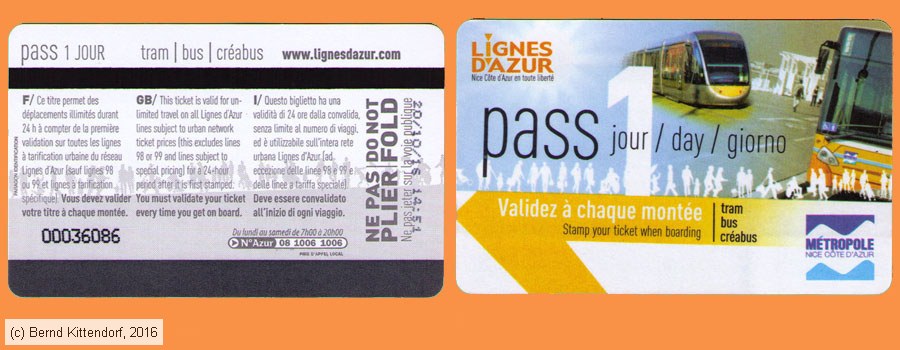 pass 1 JOUR tram | bus | créabus www.lignesdazur.com
F/ Ce titre permet des
déplacements illimités durant
24 h à compter de la première
validation sur toutes les lignes
à tarification urbaine du réseau
Lignes d'Azur (sauf lignes 98
ou 99 et lignes à tarification
spécifique). Vous devez valider
votre titre à chaque montée.
GB/ This ticket is valid for un-
limited travel on all Lignes d'Azur
lines subject to urban network
ticket prices (this excludes lines
98 or 99 and lines subject to
special pricing) for a 24-hour
period after it is first stamped.
You must validate your ticket
every time you get on board.
I/ Questo biglietto ha una
validità di 24 ore dalla convalida,
senza limite al numero di viaggi,
ed è utilizzabile sull'intera rete
urbana Lignes d'Azur (ad
eccezione delle linee 98 e 99 e
delle linee a tariffa speciale).
Deve essere convalidato
all'inizio di ogni viaggio.
NE PAS / DO NOT
PLIER / FOLD
Ne pas jeter sur la voie publique
00036086
Du lundi au samedi de 7h00 à 20h00
N°Azur 08 1006 1006
PRIX D'APPEL LOCAL
LiGNES
D'AZUR
Nice Côte d'Azur en toute liberté
pass 1 jour / day / giorno
Validez à chaque montée
Stamp your ticket when boarding
tram
bus
créabus
MÉTROPOLE
NICE CÔTE D'AZUR
(c) Bernd Kittendorf, 2016